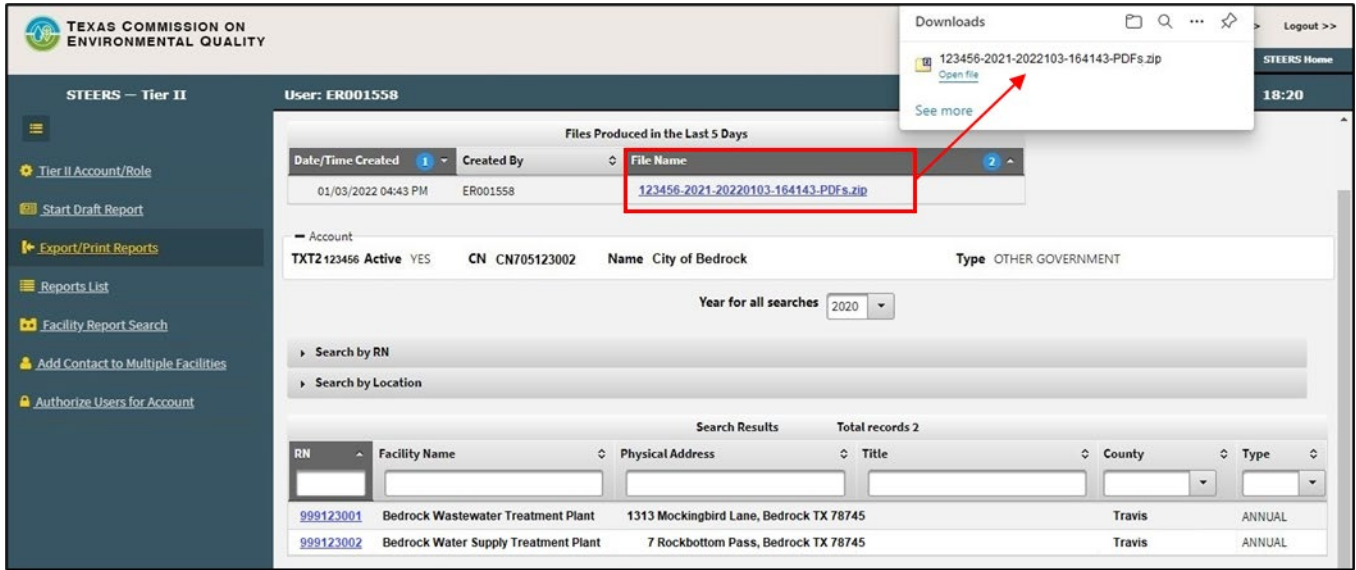 TEXAS COMMISSION ON
ENVIRONMENTAL QUALITY
Downloads
123456-2021-2022103-164143-PDFs.zip
Open file
See more
> Logout >>
STEERS Home
STEERS — Tier II
User: ER001558
18:20
Tier II Account/Role
Start Draft Report
Export/Print Reports
Reports List
Facility Report Search
Add Contact to Multiple Facilities
Authorize Users for Account
Files Produced in the Last 5 Days
Date/Time Created 1 Created By File Name 2
01/03/2022 04:43 PM ER001558 123456-2021-20220103-164143-PDFs.zip
Account
TXT2 123456 Active YES CN CN705123002 Name City of Bedrock Type OTHER GOVERNMENT
Year for all searches 2020
Search by RN
Search by Location
Search Results Total records 2
RN Facility Name Physical Address Title County Type
999123001 Bedrock Wastewater Treatment Plant 1313 Mockingbird Lane, Bedrock TX 78745 Travis ANNUAL
999123002 Bedrock Water Supply Treatment Plant 7 Rockbottom Pass, Bedrock TX 78745 Travis ANNUAL